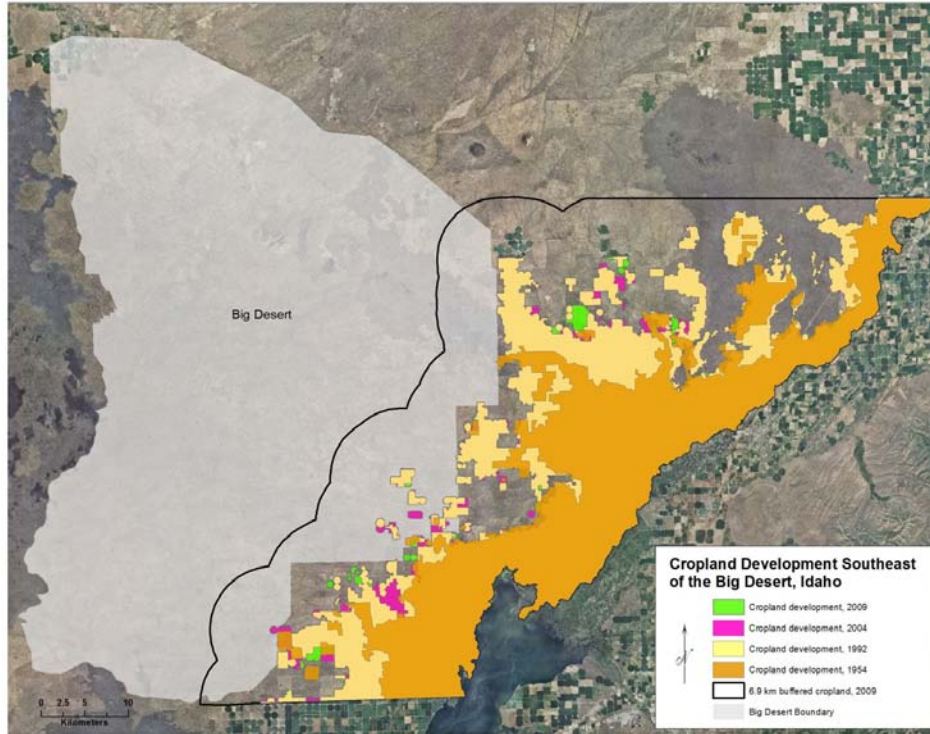 Big Desert
Cropland Development Southeast
of the Big Desert, Idaho
Cropland development, 2009
Cropland development, 2004
Cropland development, 1992
Cropland development, 1954
6.9 km buffered cropland, 2009
Big Desert Boundary
0 2.5 5 10
Kilometers